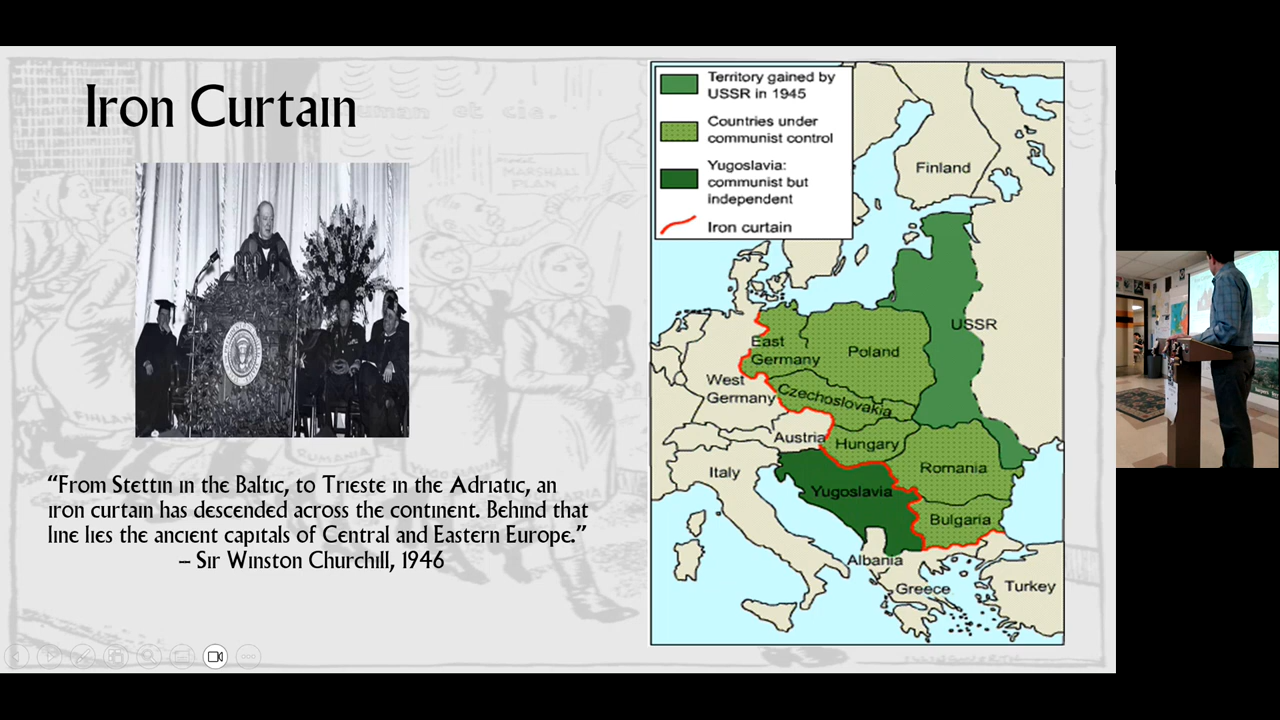 Iron Curtain
"From Stettin in the Baltic, to Trieste in the Adriatic, an
iron curtain has descended across the continent. Behind that
line lies the ancient capitals of Central and Eastern Europe."
– Sir Winston Churchill, 1946
Territory gained by
USSR in 1945
Countries under
communist control
Yugoslavia:
communist but
independent
Iron curtain
Finland
USSR
East
Germany
Poland
West
Germany
Czechoslovakia
Austria
Hungary
Italy
Romania
Yugoslavia
Bulgaria
Albania
Greece
Turkey
MARSHALL
PLAN
FINLAND
RUMANIA